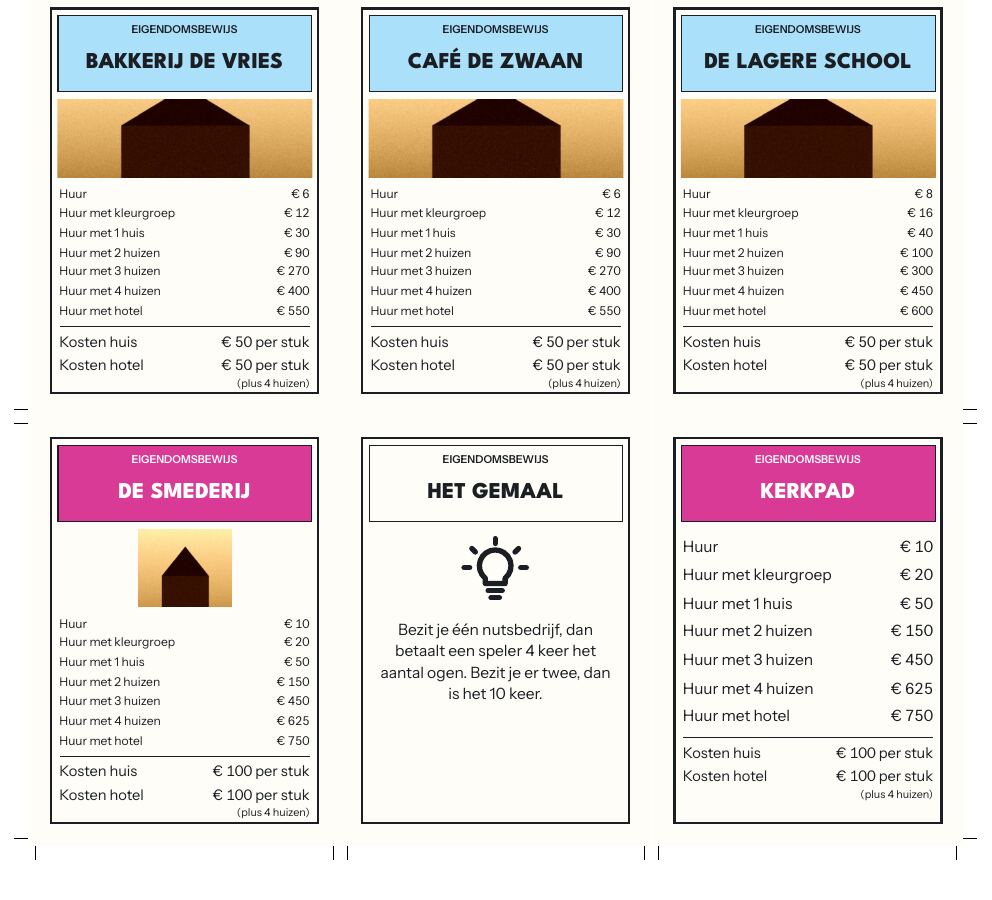 EIGENDOMSBEWIJS
BAKKERIJ DE VRIES
Huur € 6
Huur met kleurgroep € 12
Huur met 1 huis € 30
Huur met 2 huizen € 90
Huur met 3 huizen € 270
Huur met 4 huizen € 400
Huur met hotel € 550
Kosten huis € 50 per stuk
Kosten hotel € 50 per stuk
(plus 4 huizen)
EIGENDOMSBEWIJS
CAFÉ DE ZWAAN
Huur € 6
Huur met kleurgroep € 12
Huur met 1 huis € 30
Huur met 2 huizen € 90
Huur met 3 huizen € 270
Huur met 4 huizen € 400
Huur met hotel € 550
Kosten huis € 50 per stuk
Kosten hotel € 50 per stuk
(plus 4 huizen)
EIGENDOMSBEWIJS
DE LAGERE SCHOOL
Huur € 8
Huur met kleurgroep € 16
Huur met 1 huis € 40
Huur met 2 huizen € 100
Huur met 3 huizen € 300
Huur met 4 huizen € 450
Huur met hotel € 600
Kosten huis € 50 per stuk
Kosten hotel € 50 per stuk
(plus 4 huizen)
EIGENDOMSBEWIJS
DE SMEDERIJ
Huur € 10
Huur met kleurgroep € 20
Huur met 1 huis € 50
Huur met 2 huizen € 150
Huur met 3 huizen € 450
Huur met 4 huizen € 625
Huur met hotel € 750
Kosten huis € 100 per stuk
Kosten hotel € 100 per stuk
(plus 4 huizen)
EIGENDOMSBEWIJS
HET GEMAAL
Bezit je één nutsbedrijf, dan
betaalt een speler 4 keer het
aantal ogen. Bezit je er twee, dan
is het 10 keer.
EIGENDOMSBEWIJS
KERKPAD
Huur € 10
Huur met kleurgroep € 20
Huur met 1 huis € 50
Huur met 2 huizen € 150
Huur met 3 huizen € 450
Huur met 4 huizen € 625
Huur met hotel € 750
Kosten huis € 100 per stuk
Kosten hotel € 100 per stuk
(plus 4 huizen)